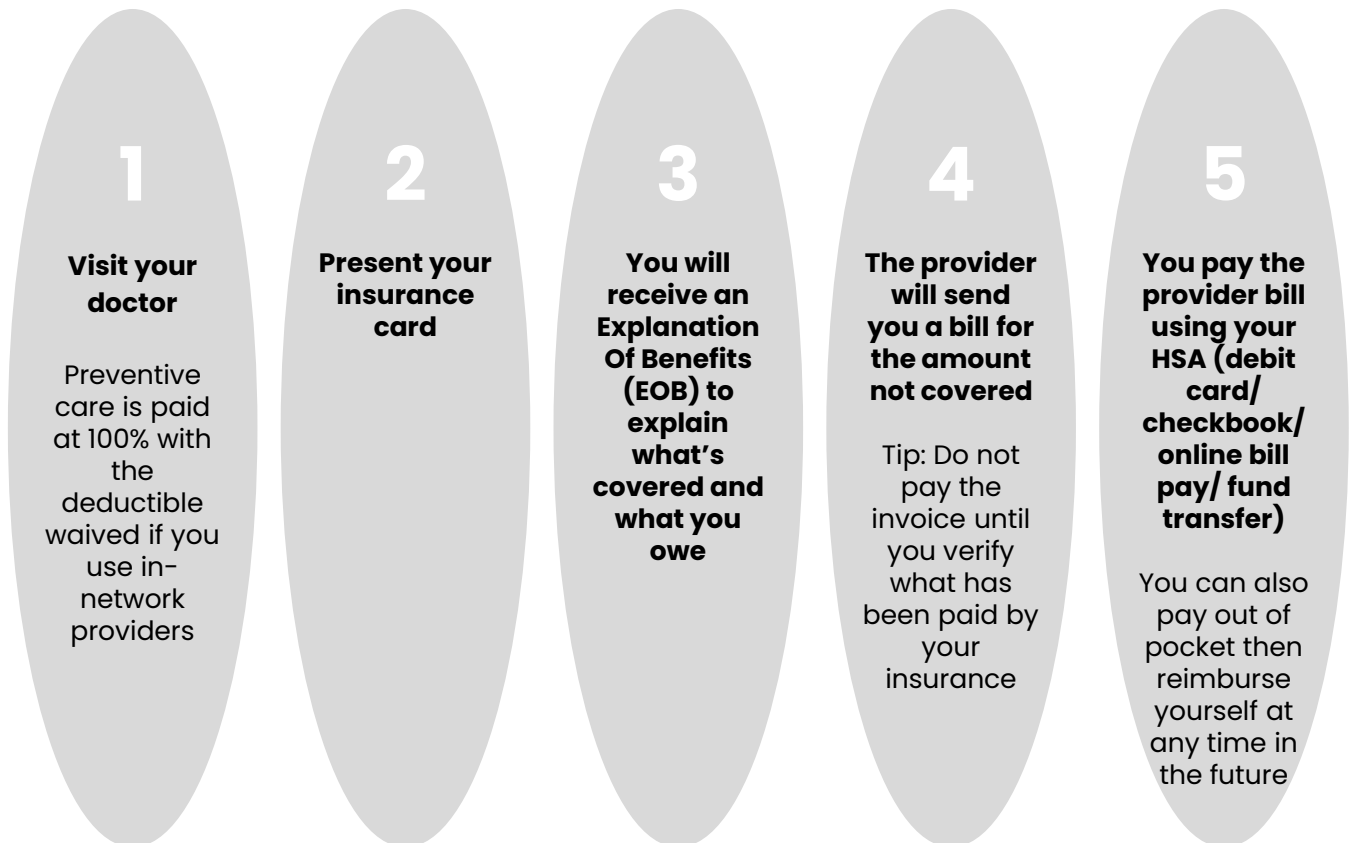 1
Visit your
doctor
Preventive
care is paid
at 100% with
the
deductible
waived if you
use in-
network
providers
2
Present your
insurance
card
3
You will
receive an
Explanation
Of Benefits
(EOB) to
explain
what's
covered and
what you
owe
4
The provider
will send
you a bill for
the amount
not covered
Tip: Do not
pay the
invoice until
you verify
what has
been paid by
your
insurance
5
You pay the
provider bill
using your
HSA (debit
card/
checkbook/
online bill
pay/ fund
transfer)
You can also
pay out of
pocket then
reimburse
yourself at
any time in
the future